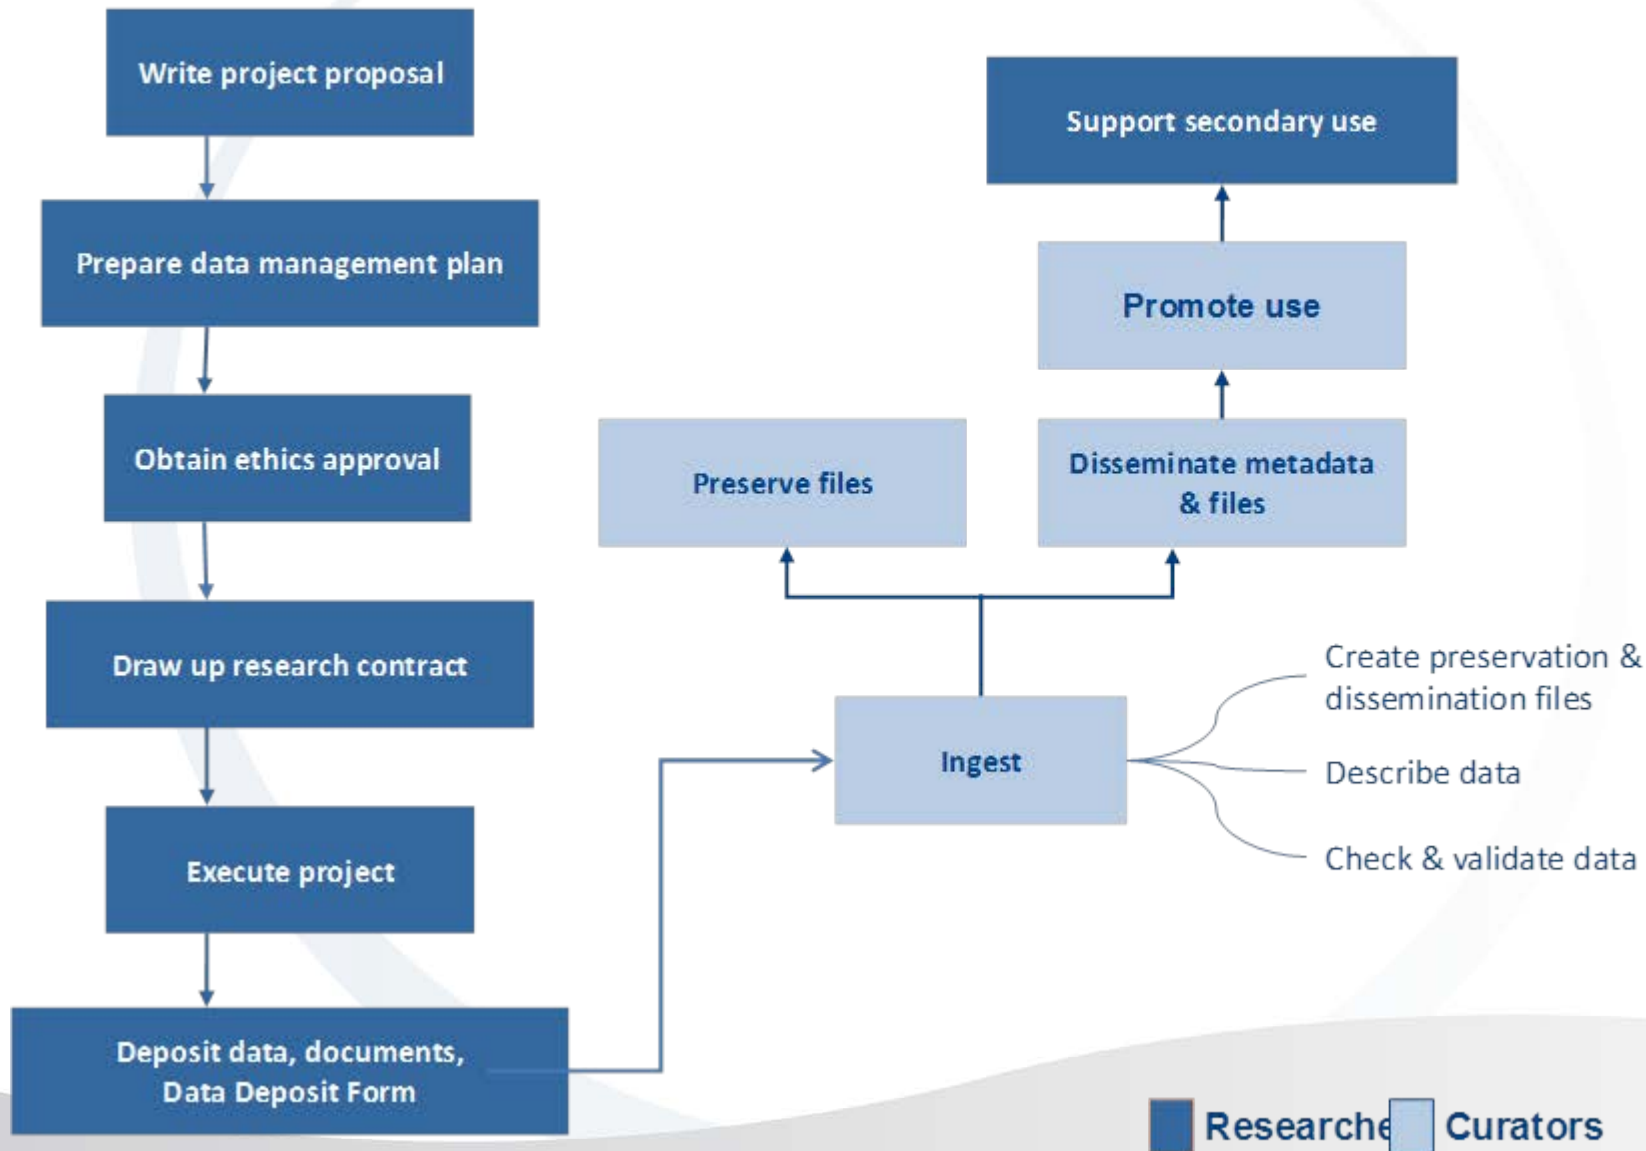 Write project proposal
Prepare data management plan
Obtain ethics approval
Draw up research contract
Execute project
Deposit data, documents,
Data Deposit Form
Support secondary use
Promote use
Disseminate metadata
& files
Preserve files
Ingest
Create preservation &
dissemination files
Describe data
Check & validate data
Researche
Curators